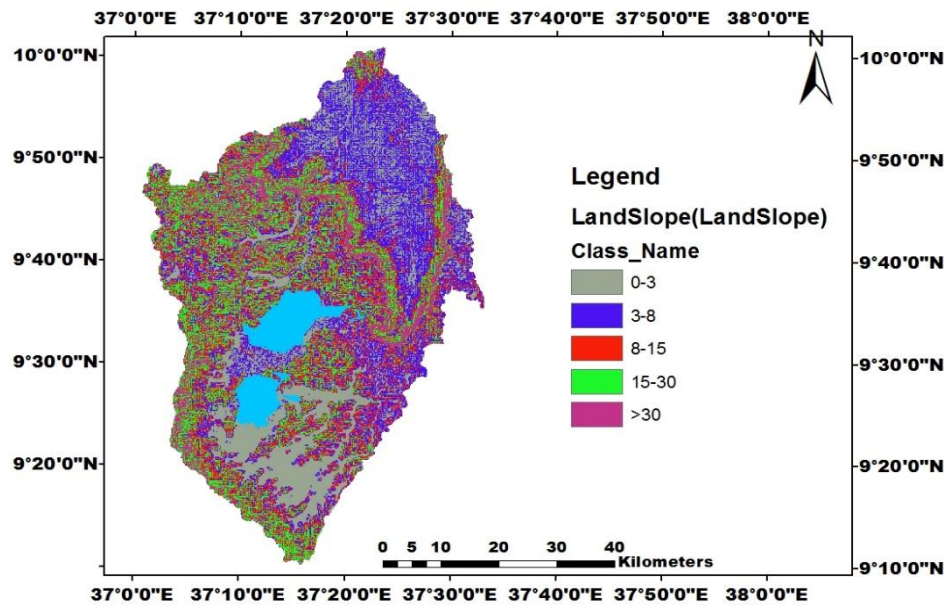 37°0'0"E 37°10'0"E 37°20'0"E 37°30'0"E 37°40'0"E 37°50'0"E 38°0'0"E
N
10°0'0"N 10°0'0"N
9°50'0"N 9°50'0"N
Legend
LandSlope(LandSlope)
Class_Name
9°40'0"N 9°40'0"N
0-3
3-8
8-15
15-30
>30
9°30'0"N 9°30'0"N
9°20'0"N 9°20'0"N
0 5 10 20 30 40
Kilometers
9°10'0"N
37°0'0"E 37°10'0"E 37°20'0"E 37°30'0"E 37°40'0"E 37°50'0"E 38°0'0"E